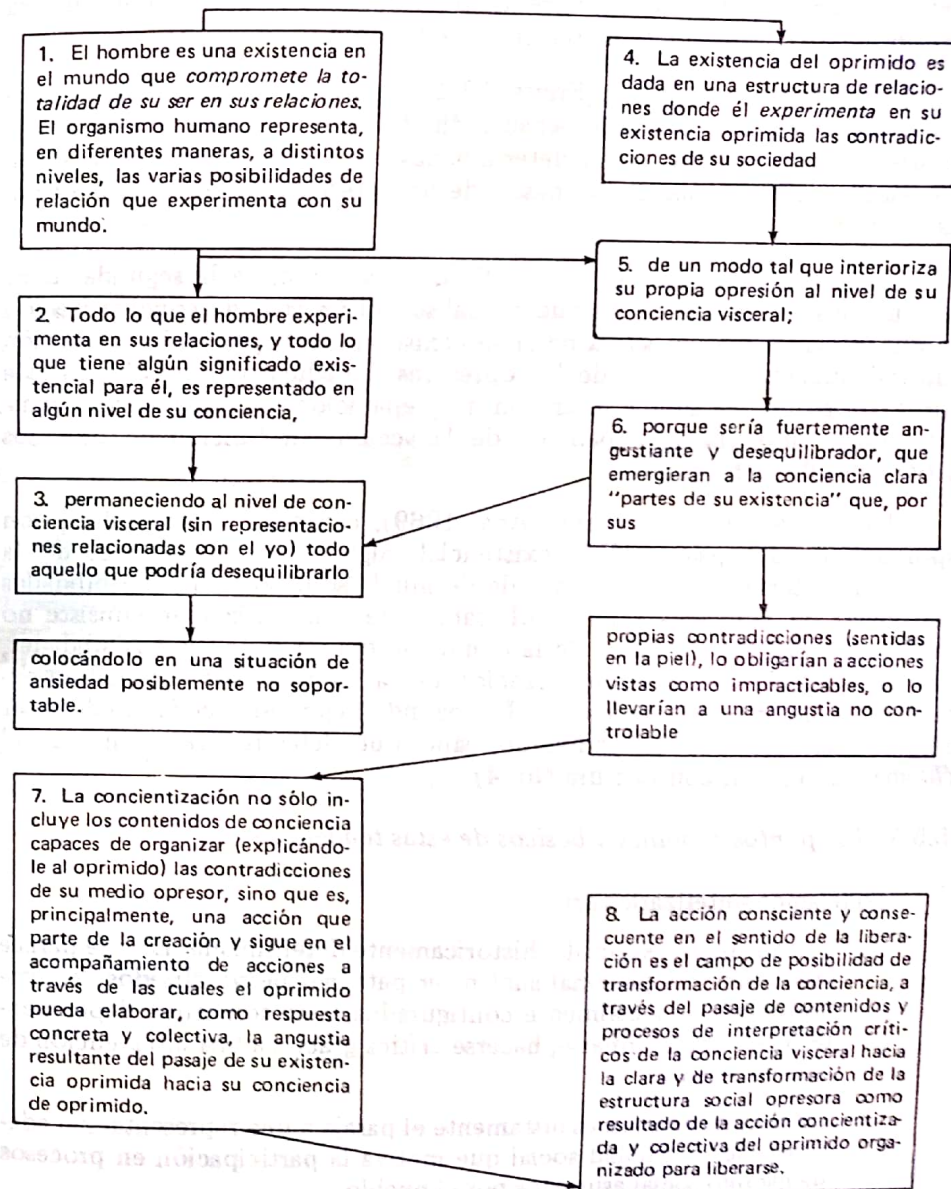 1. El hombre es una existencia en
el mundo que compromete la to-
talidad de su ser en sus relaciones.
El organismo humano representa,
en diferentes maneras, a distintos
niveles, las varias posibilidades de
relación que experimenta con su
mundo.
2. Todo lo que el hombre experi-
menta en sus relaciones, y todo lo
que tiene algún significado exis-
tencial para él, es representado en
algún nivel de su conciencia,
3. permaneciendo al nivel de con-
ciencia visceral (sin representacio-
nes relacionadas con el yo) todo
aquello que podría desequilibrarlo
colocándolo en una situación de
ansiedad posiblemente no sopor-
table.
4. La existencia del oprimido es
dada en una estructura de relacio-
nes donde él experimenta en su
existencia oprimida las contradic-
ciones de su sociedad
5. de un modo tal que interioriza
su propia opresión al nivel de su
conciencia visceral;
6. porque sería fuertemente an-
gustiante y desequilibrador, que
emergieran a la conciencia clara
"partes de su existencia" que, por
sus
propias contradicciones (sentidas
en la piel), lo obligarían a acciones
vistas como impracticables, o lo
llevarían a una angustia no con-
trolable
7. La concientización no sólo in-
cluye los contenidos de conciencia
capaces de organizar (explicándo-
le al oprimido) las contradicciones
de su medio opresor, sino que es,
principalmente, una acción que
parte de la creación y sigue en el
acompañamiento de acciones a
través de las cuales el oprimido
pueda elaborar, como respuesta
concreta y colectiva, la angustia
resultante del pasaje de su existen-
cia oprimida hacia su conciencia
de oprimido.
8. La acción consciente y conse-
cuente en el sentido de la libera-
ción es el campo de posibilidad de
transformación de la conciencia, a
través del pasaje de contenidos y
procesos de interpretación críti-
cos de la conciencia visceral hacia
la clara y de transformación de la
estructura social opresora como
resultado de la acción concientiza-
da y colectiva del oprimido orga-
nizado para liberarse.